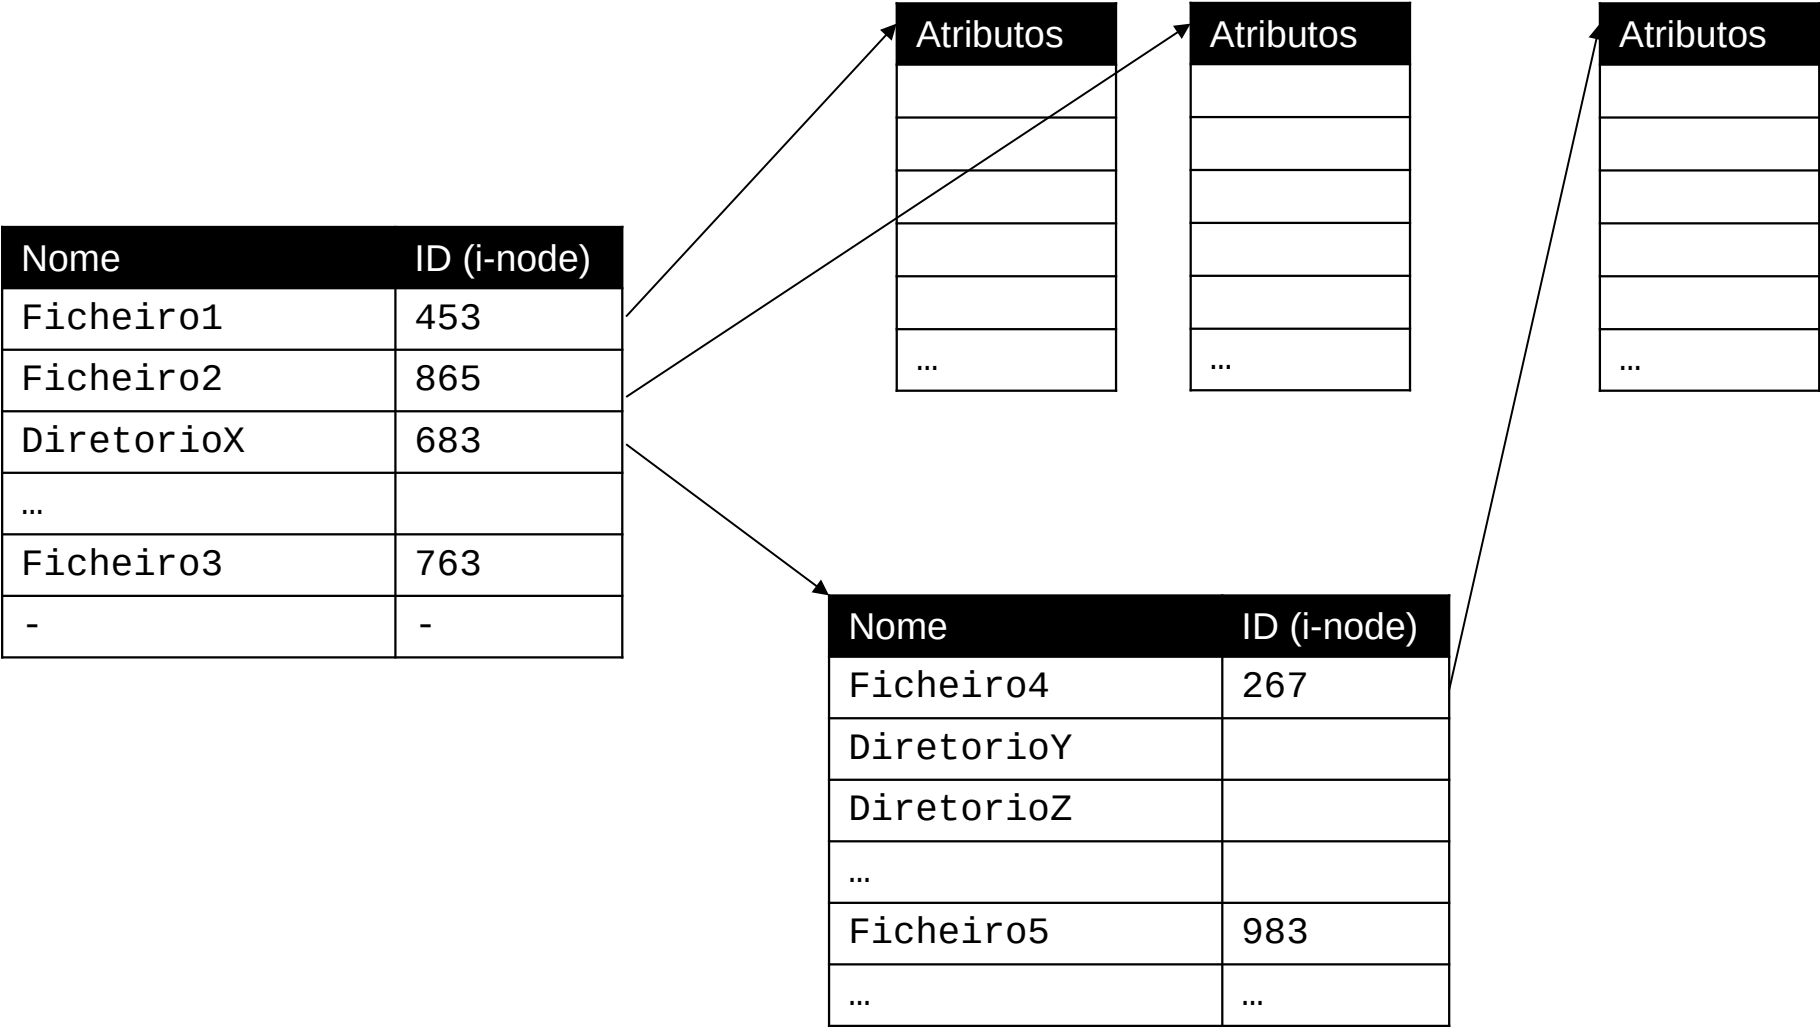 Atributos
…
Atributos
…
Atributos
…
Nome ID (i-node)
Ficheiro1 453
Ficheiro2 865
DiretorioX 683
…
Ficheiro3 763
- -
Nome ID (i-node)
Ficheiro4 267
DiretorioY
DiretorioZ
…
Ficheiro5 983
… …